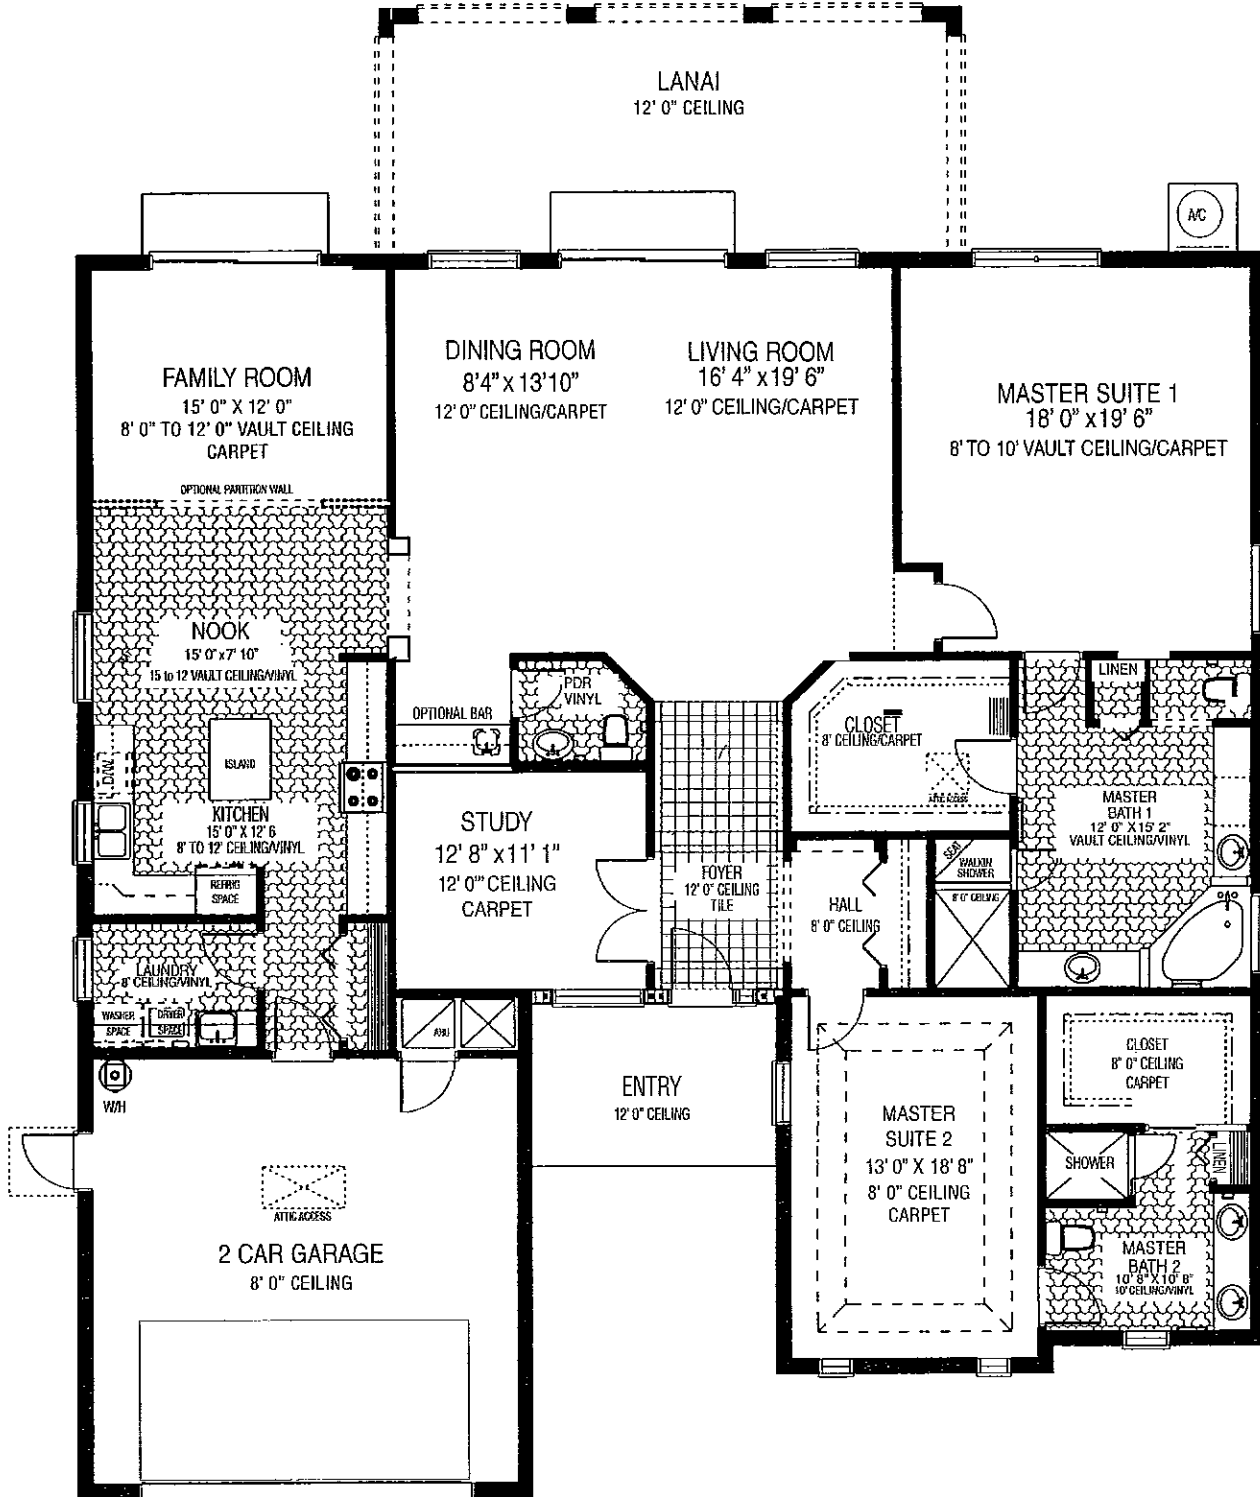 LANAI
12' 0" CEILING
A/C
FAMILY ROOM
15' 0" X 12' 0"
8' 0" TO 12' 0" VAULT CEILING
CARPET
OPTIONAL PARTITION WALL
DINING ROOM
8'4" X 13'10"
12' 0" CEILING/CARPET
LIVING ROOM
16' 4" x19' 6"
12' 0" CEILING/CARPET
MASTER SUITE 1
18' 0" x19' 6"
8' TO 10' VAULT CEILING/CARPET
NOOK
15' 0"x7' 10"
15 to 12 VAULT CEILING/VINYL
PDR
VINYL
OPTIONAL BAR
LINEN
CLOSET
8' CEILING/CARPET
ATTIC ACCESS
D/W
ISLAND
KITCHEN
15' 0" X 12' 6
8' TO 12' CEILING/VINYL
REFRIG
SPACE
STUDY
12' 8" x11' 1"
12' 0" CEILING
CARPET
FOYER
12' 0" CEILING
TILE
HALL
8' 0" CEILING
SEAT
WALKIN
SHOWER
8' 0" CEILING
MASTER
BATH 1
12' 0" X 15' 2"
VAULT CEILING/VINYL
LAUNDRY
8' CEILING/VINYL
WASHER
SPACE
DRYER
SPACE
AHU
W/H
ENTRY
12' 0" CEILING
CLOSET
8' 0" CEILING
CARPET
MASTER
SUITE 2
13' 0" X 18' 8"
8' 0" CEILING
CARPET
SHOWER
LINEN
MASTER
BATH 2
10' 8" X 10' 8"
10' CEILING/VINYL
ATTIC ACCESS
2 CAR GARAGE
8' 0" CEILING